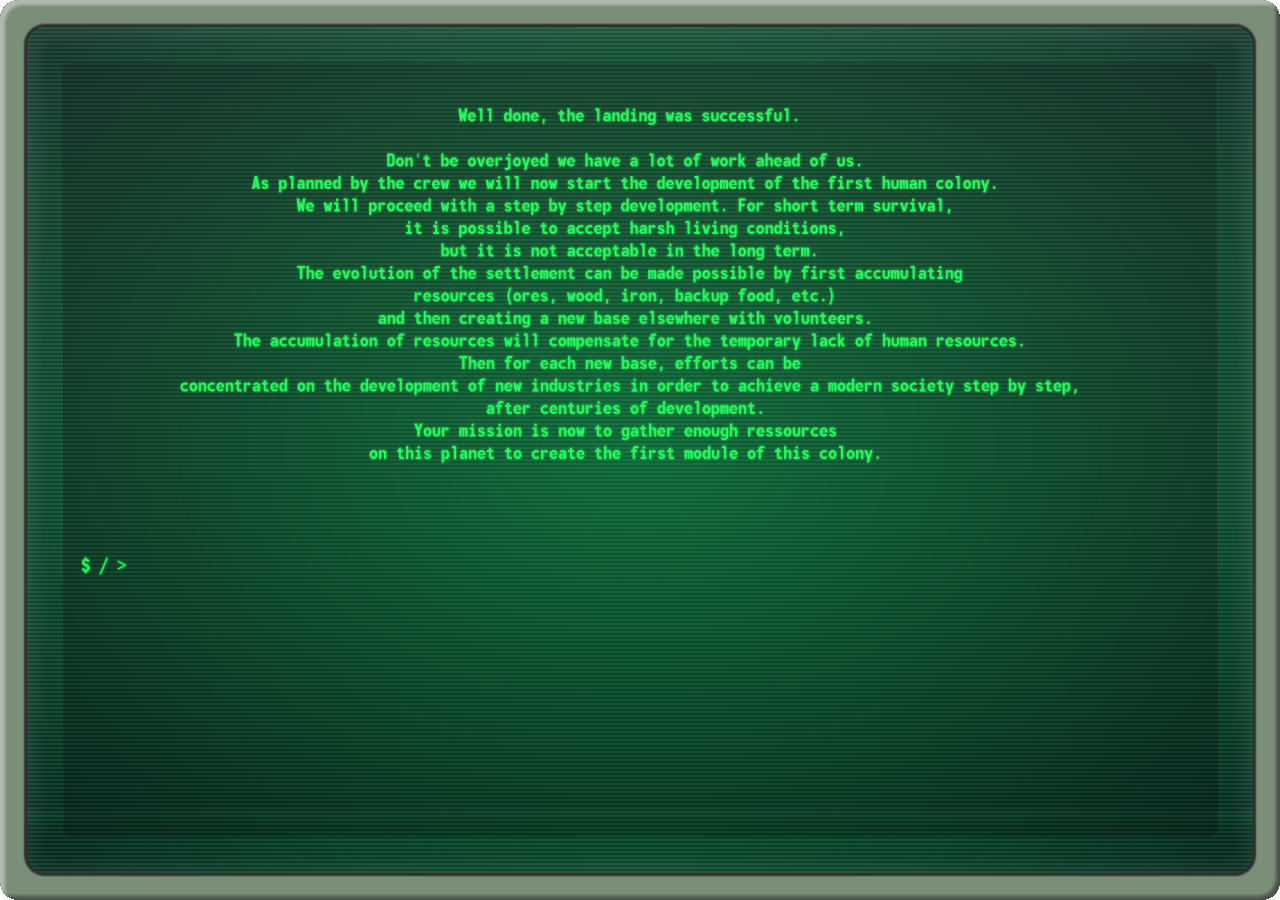 Well done, the landing was successful.
Don't be overjoyed we have a lot of work ahead of us.
As planned by the crew we will now start the development of the first human colony.
We will proceed with a step by step development. For short term survival,
it is possible to accept harsh living conditions,
but it is not acceptable in the long term.
The evolution of the settlement can be made possible by first accumulating
resources (ores, wood, iron, backup food, etc.)
and then creating a new base elsewhere with volunteers.
The accumulation of resources will compensate for the temporary lack of human resources.
Then for each new base, efforts can be
concentrated on the development of new industries in order to achieve a modern society step by step,
after centuries of development.
Your mission is now to gather enough ressources
on this planet to create the first module of this colony.
$ / >